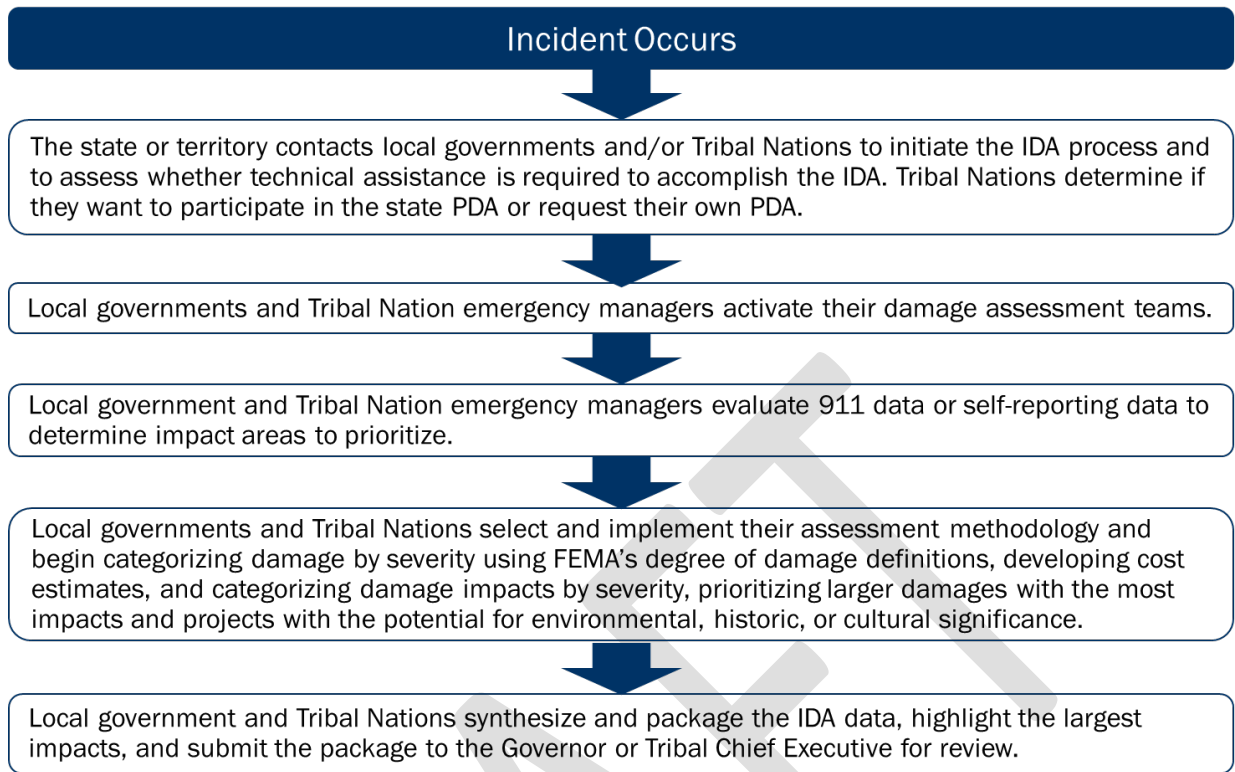 Incident Occurs
The state or territory contacts local governments and/or Tribal Nations to initiate the IDA process and
to assess whether technical assistance is required to accomplish the IDA. Tribal Nations determine if
they want to participate in the state PDA or request their own PDA.
Local governments and Tribal Nation emergency managers activate their damage assessment teams.
Local government and Tribal Nation emergency managers evaluate 911 data or self-reporting data to
determine impact areas to prioritize.
Local governments and Tribal Nations select and implement their assessment methodology and
begin categorizing damage by severity using FEMA’s degree of damage definitions, developing cost
estimates, and categorizing damage impacts by severity, prioritizing larger damages with the most
impacts and projects with the potential for environmental, historic, or cultural significance.
Local government and Tribal Nations synthesize and package the IDA data, highlight the largest
impacts, and submit the package to the Governor or Tribal Chief Executive for review.